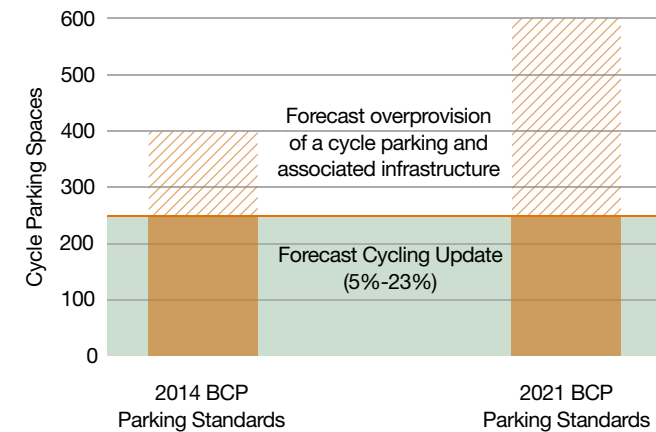 600
500
400
300
200
100
0
Cycle Parking Spaces
Forecast overprovision
of a cycle parking and
associated infrastructure
Forecast Cycling Update
(5%-23%)
2014 BCP
Parking Standards
2021 BCP
Parking Standards